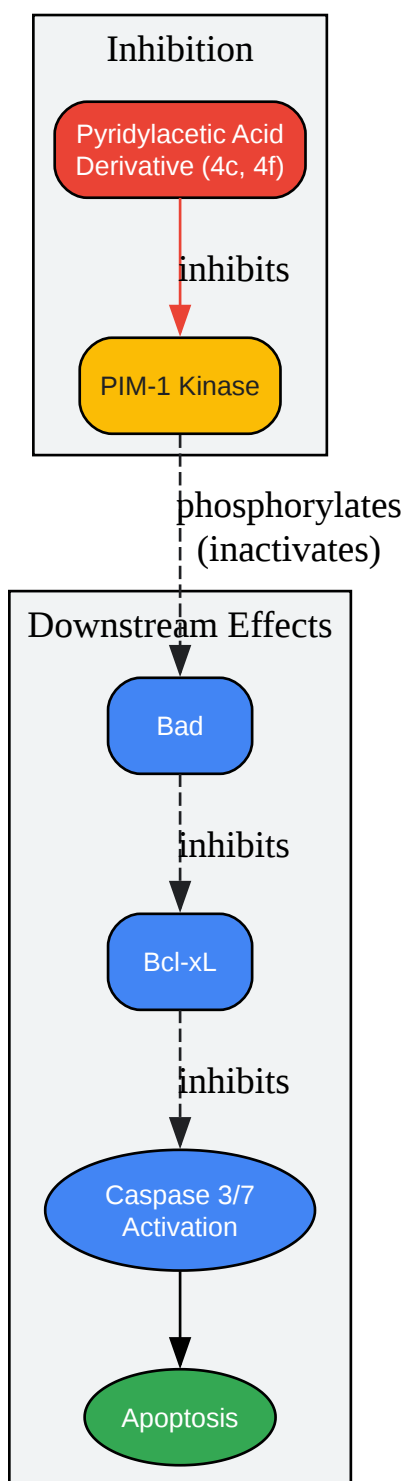 Inhibition
Pyridylacetic Acid
Derivative (4c, 4f)
inhibits
PIM-1 Kinase
phosphorylates
(inactivates)
Downstream Effects
Bad
inhibits
Bcl-xL
inhibits
Caspase 3/7
Activation
Apoptosis